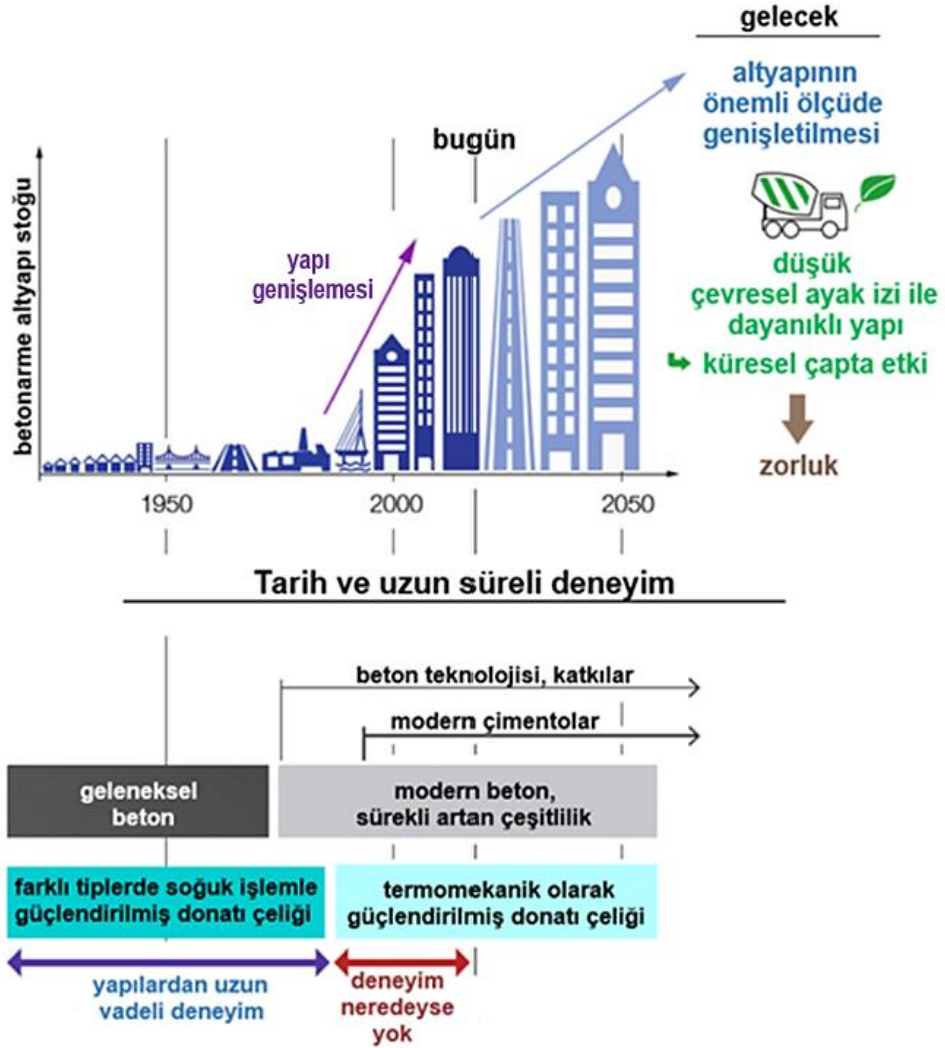 gelecek
altyapının
önemli ölçüde
genişletilmesi
bugün
betonarme altyapı stoğu
yapı
genişlemesi
düşük
çevresel ayak izi ile
dayanıklı yapı
küresel çapta etki
zorluk
1950
2000
2050
Tarih ve uzun süreli deneyim
beton teknolojisi, katkılar
modern çimentolar
geleneksel
beton
modern beton,
sürekli artan çeşitlilik
farklı tiplerde soğuk işlemle
güçlendirilmiş donatı çeliği
termomekanik olarak
güçlendirilmiş donatı çeliği
yapılardan uzun
vadeli deneyim
deneyim
neredeyse
yok